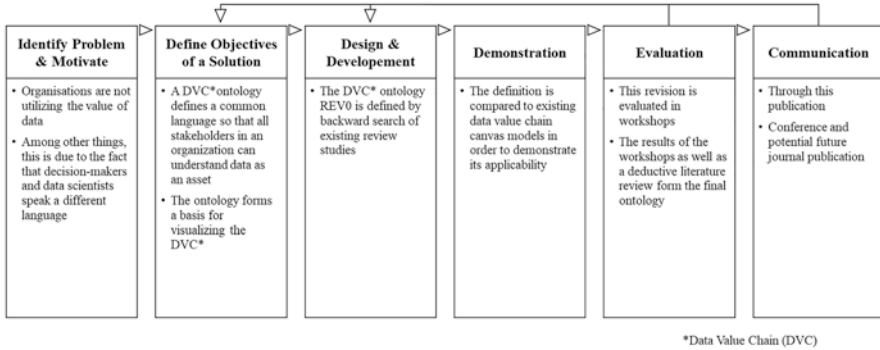 Identify Problem
& Motivate
• Organisations are not
utilizing the value of
data
• Among other things,
this is due to the fact
that decision-makers
and data scientists
speak a different
language
Define Objectives
of a Solution
• A DVC* ontology
defines a common
language so that all
stakeholders in an
organization can
understand data as
an asset
• The ontology forms
a basis for
visualizing the
DVC*
Design &
Developement
• The DVC* ontology
REV0 is defined by
backward search of
existing review
studies
Demonstration
• The definition is
compared to existing
data value chain
canvas models in
order to demonstrate
its applicability
Evaluation
• This revision is
evaluated in
workshops
• The results of the
workshops as well as
a deductive literature
review form the final
ontology
Communication
• Through this
publication
• Conference and
potential future
journal publication
*Data Value Chain (DVC)